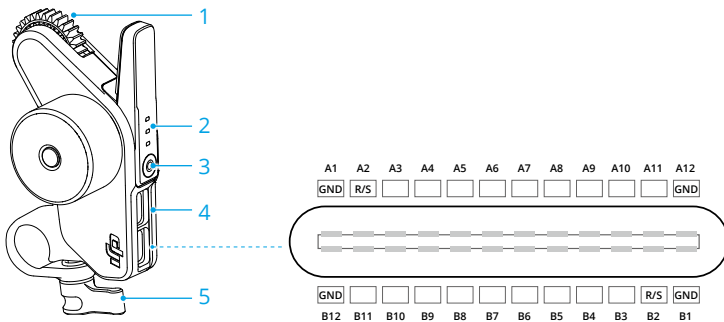 1
2
3
4
5
A1 A2 A3 A4 A5 A6 A7 A8 A9 A10 A11 A12
GND R/S GND
GND R/S GND
B12 B11 B10 B9 B8 B7 B6 B5 B4 B3 B2 B1
dji